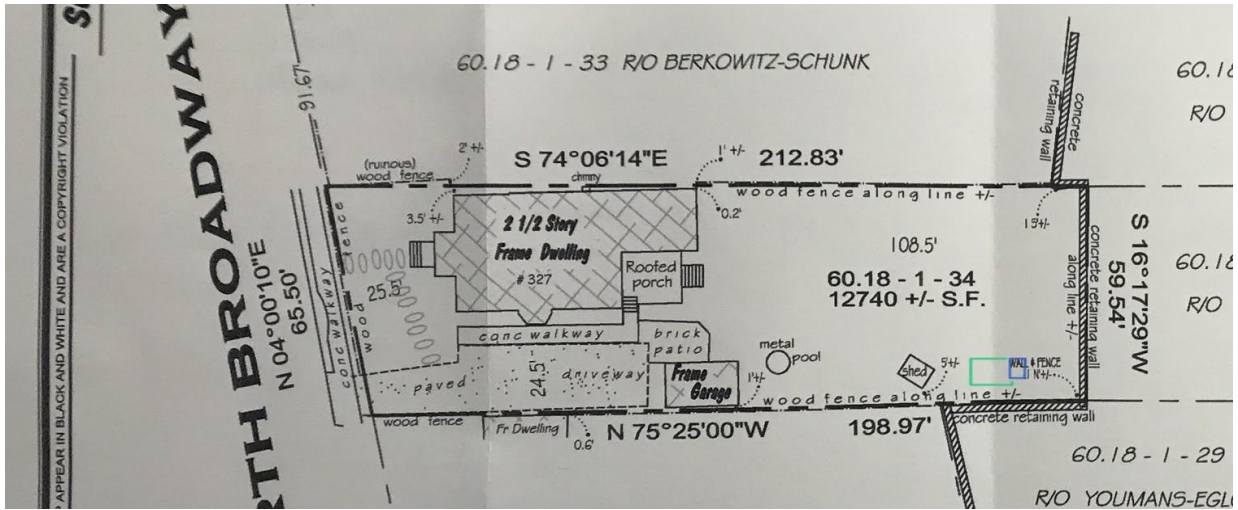 60.18 - 1 - 33 R/O BERKOWITZ-SCHUNK
60.18
R/O
APPEAR IN BLACK AND WHITE AND ARE A COPYRIGHT VIOLATION
RTH BROADWAY
91.67
N 04°00'10"E
65.50'
conc walkway
wood fence
(ruinous)
wood fence
2' +/-
S 74°06'14"E
chmny
1' +/-
212.83'
wood fence along line +/-
3.5' +/-
0.2'
concrete
retaining wall
2 1/2 Story
Frame Dwelling
# 327
Roofed
porch
25.5'
108.5'
60.18 - 1 - 34
12740 +/- S.F.
concrete retaining wall
along line +/-
S 16°17'29"W
59.54'
60.18
R/O
conc walkway
brick
patio
metal
pool
shed
5'+/-
WALL & FENCE
paved
24.5'
driveway
Frame
Garage
1'+/-
wood fence along line +/-
wood fence
Fr Dwelling
0.6'
N 75°25'00"W
198.97'
concrete retaining wall
60.18 - 1 - 29
R/O YOUMANS-EGL